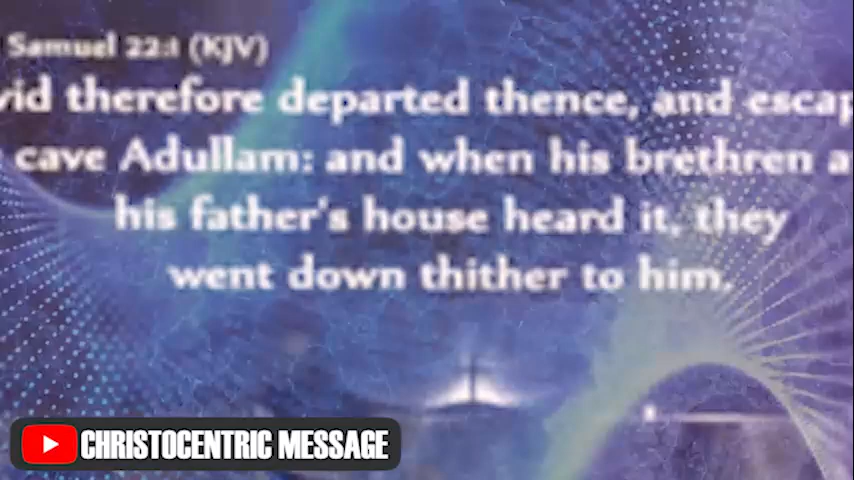 Samuel 22:1 (KJV)
vid therefore departed thence, and escap
cave Adullam: and when his brethren a
his father's house heard it, they
went down thither to him.
CHRISTOCENTRIC MESSAGE